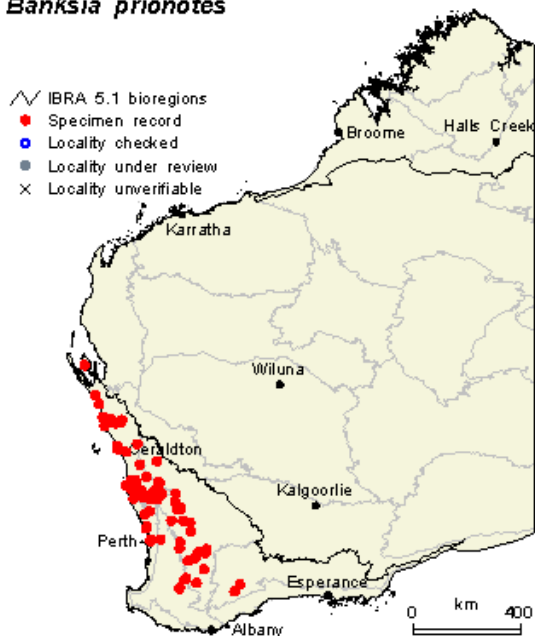 Banksia prionotes
IBRA 5.1 bioregions
Specimen record
Locality checked
Locality under review
Locality unverifiable
Broome
Halls Creek
Karratha
Wiluna
Geraldton
Kalgoorlie
Perth
Esperance
Albany
km
0 400